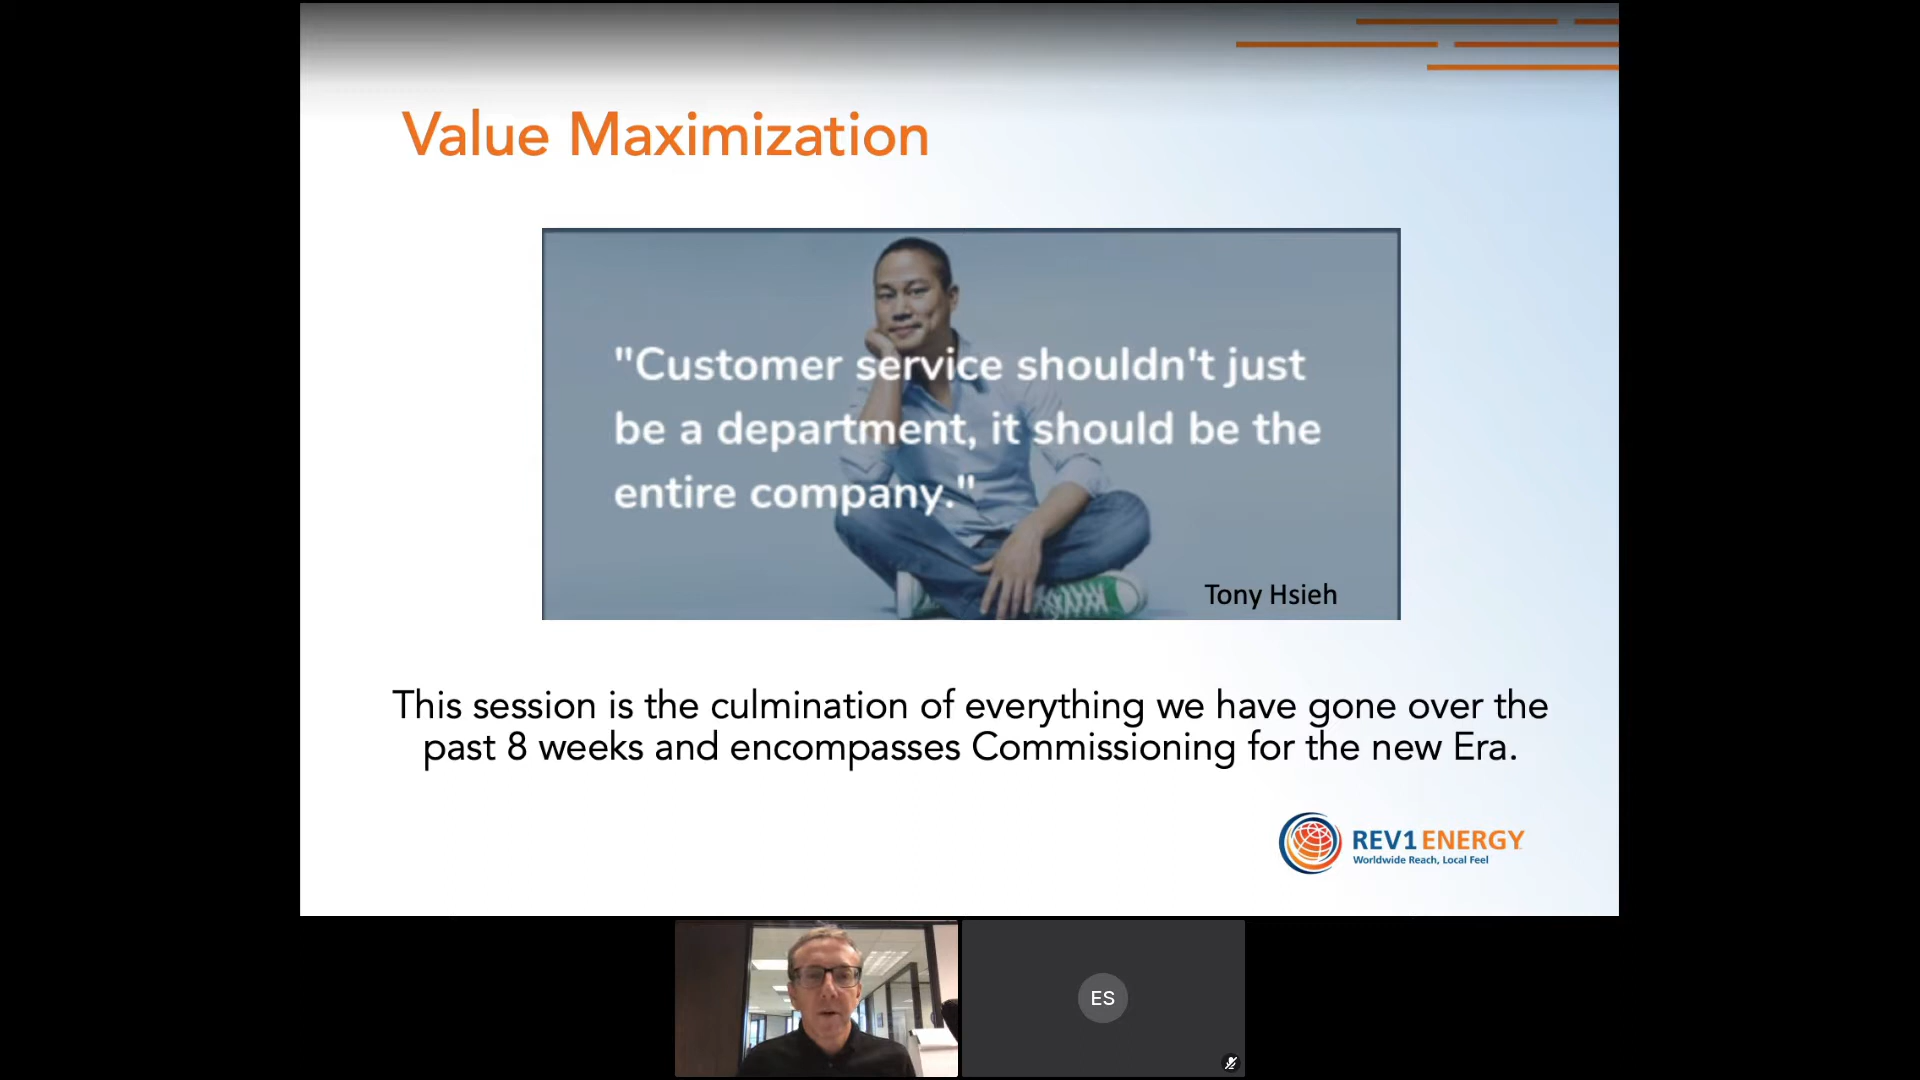 Value Maximization
"Customer service shouldn't just
be a department, it should be the
entire company."
Tony Hsieh
This session is the culmination of everything we have gone over the
past 8 weeks and encompasses Commissioning for the new Era.
REV1 ENERGY
Worldwide Reach, Local Feel
ES